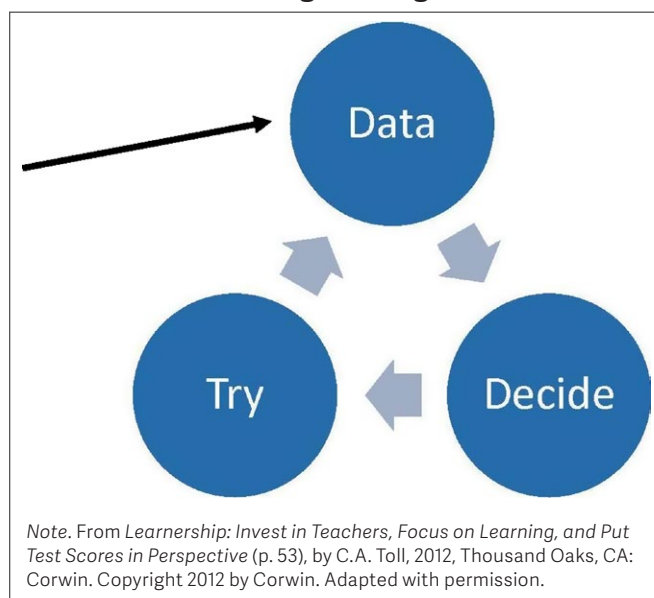 Data
Try
Decide
Note. From Learnership: Invest in Teachers, Focus on Learning, and Put
Test Scores in Perspective (p. 53), by C.A. Toll, 2012, Thousand Oaks, CA:
Corwin. Copyright 2012 by Corwin. Adapted with permission.